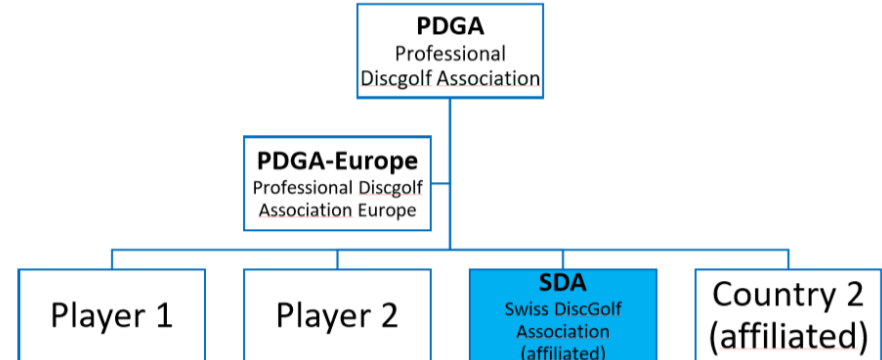 PDGA
Professional
Discgolf Association
PDGA-Europe
Professional Discgolf
Association Europe
Player 1
Player 2
SDA
Swiss DiscGolf
Association
(affiliated)
Country 2
(affiliated)